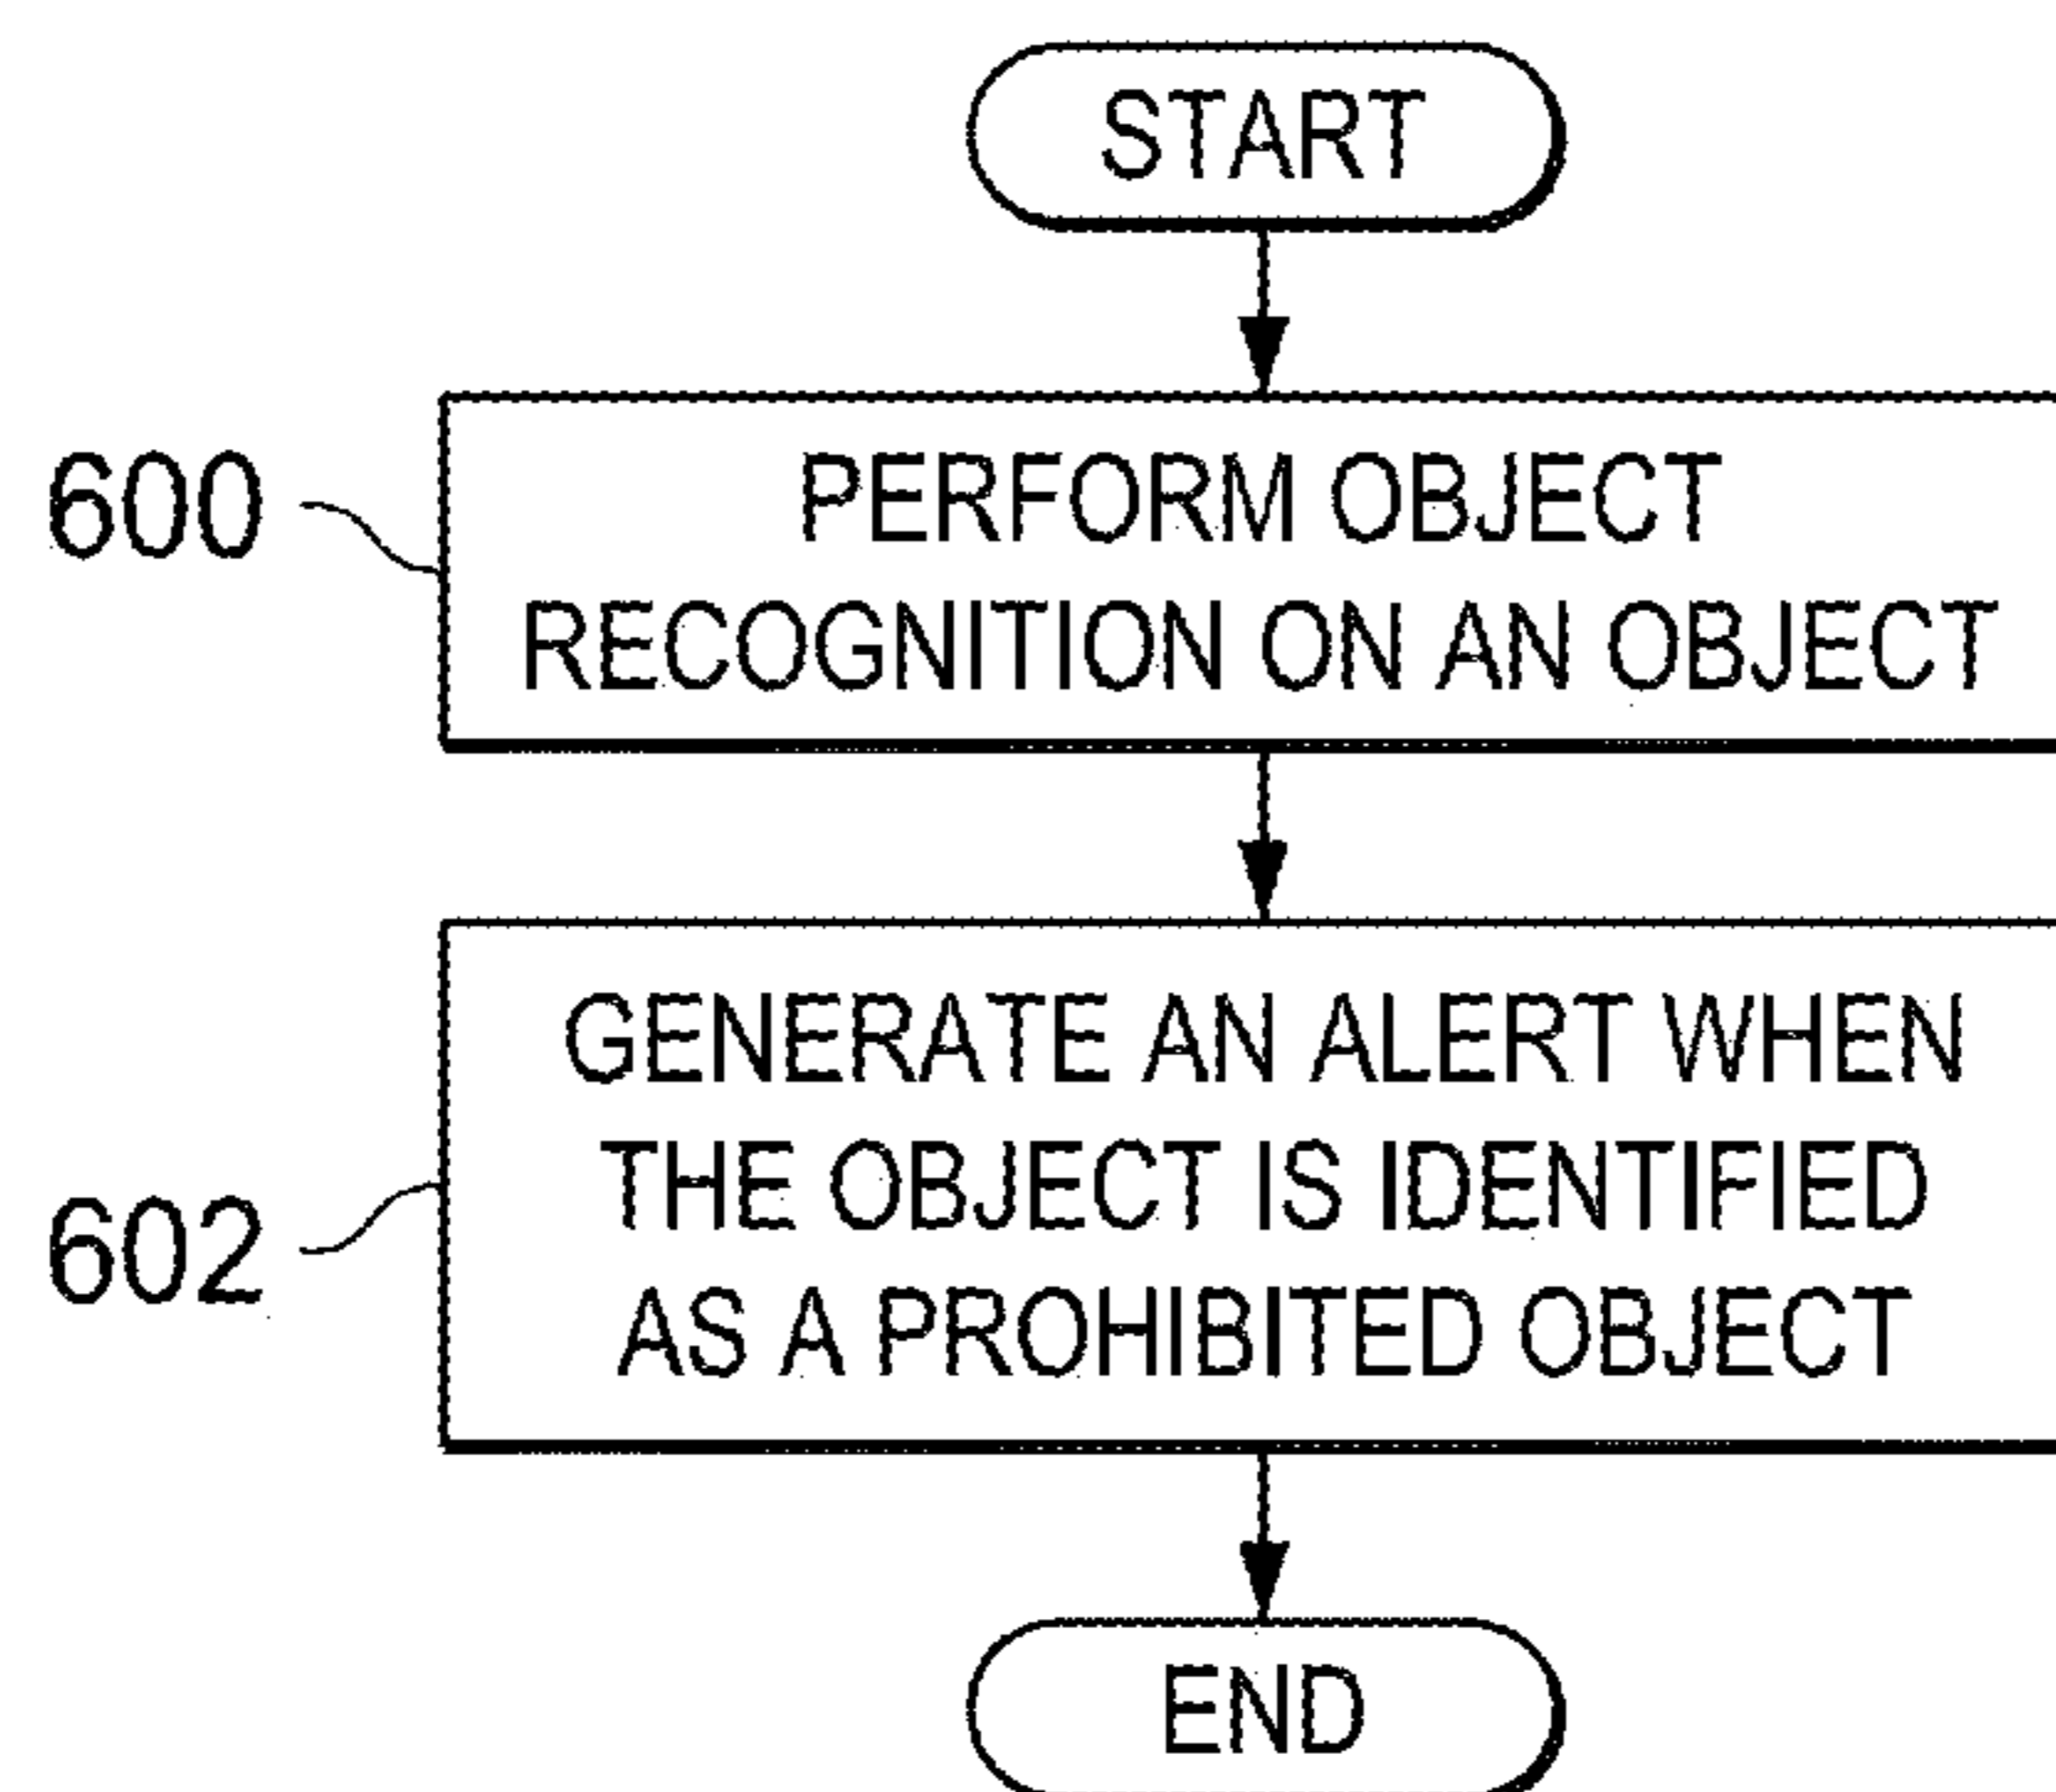 START
600
PERFORM OBJECT
RECOGNITION ON AN OBJECT
602
GENERATE AN ALERT WHEN
THE OBJECT IS IDENTIFIED
AS A PROHIBITED OBJECT
END